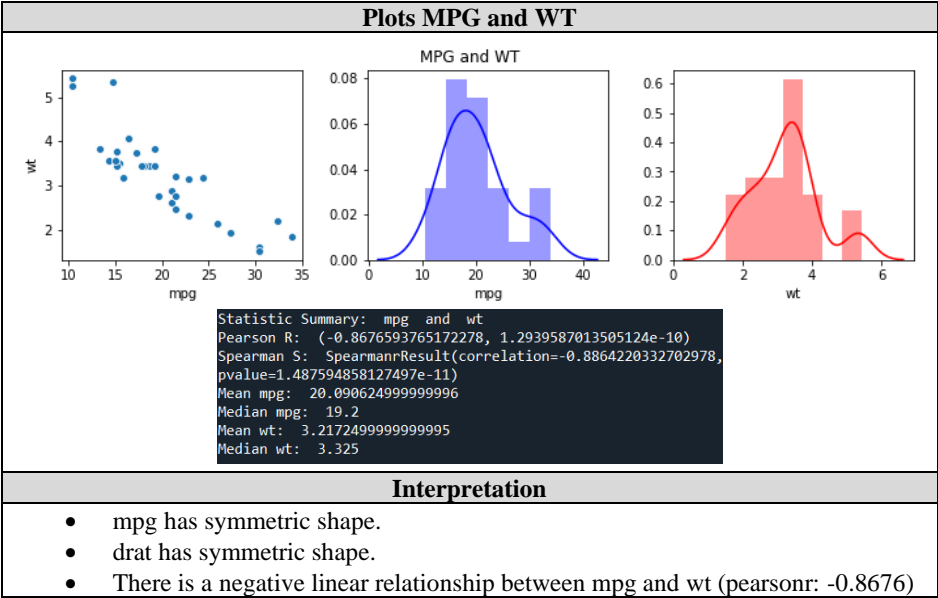 Plots MPG and WT
MPG and WT
wt
5
4
3
2
10 15 20 25 30 35
mpg
0.08
0.06
0.04
0.02
0.00
0 10 20 30 40
mpg
0.6
0.5
0.4
0.3
0.2
0.1
0.0
0 2 4 6
wt
Statistic Summary: mpg and wt
Pearson R: (-0.8676593765172278, 1.2939587013505124e-10)
Spearman S: SpearmanrResult(correlation=-0.8864220332702978,
pvalue=1.487594858127497e-11)
Mean mpg: 20.090624999999996
Median mpg: 19.2
Mean wt: 3.2172499999999995
Median wt: 3.325
Interpretation
• mpg has symmetric shape.
• drat has symmetric shape.
• There is a negative linear relationship between mpg and wt (pearsonr: -0.8676)